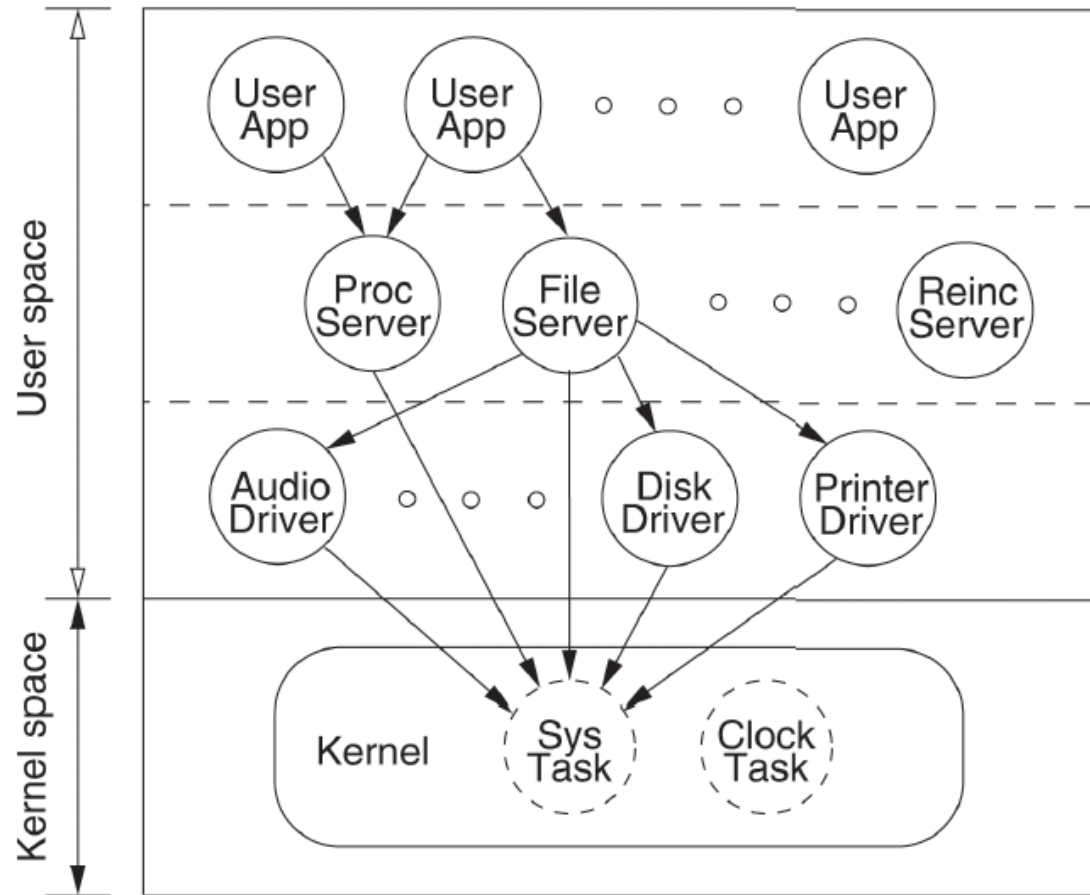 User space
User
App
User
App
User
App
Proc
Server
File
Server
Reinc
Server
Audio
Driver
Disk
Driver
Printer
Driver
Kernel space
Kernel
Sys
Task
Clock
Task